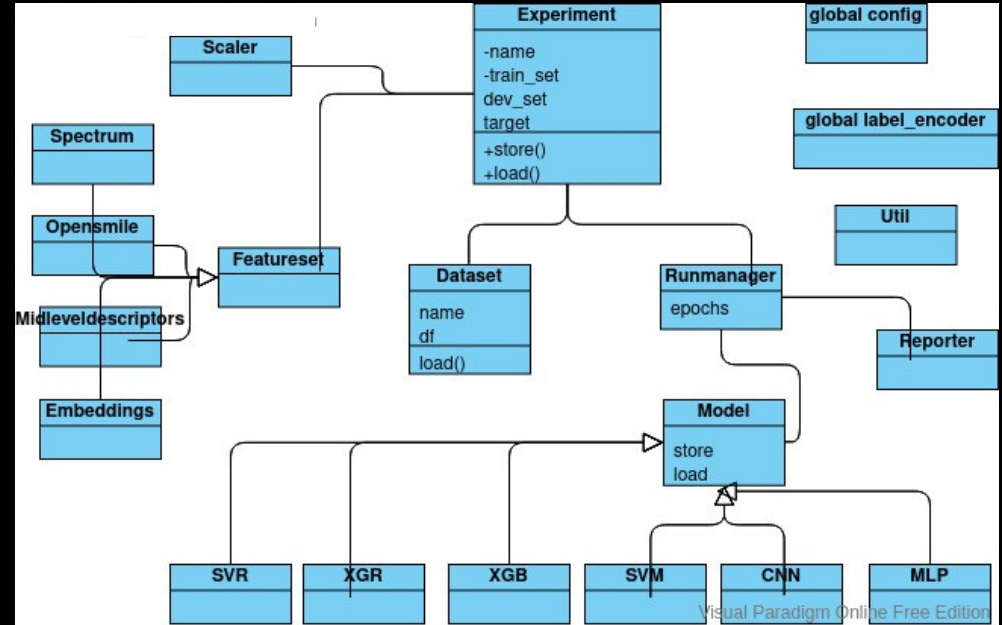 Experiment
-name
-train_set
dev_set
target
+store()
+load()
global config
Scaler
global label_encoder
Spectrum
Opensmile
Util
Featureset
Dataset
name
df
load()
Runmanager
epochs
Midleveldescriptors
Reporter
Embeddings
Model
store
load
SVR
XGR
XGB
SVM
CNN
MLP
Visual Paradigm Online Free Edition